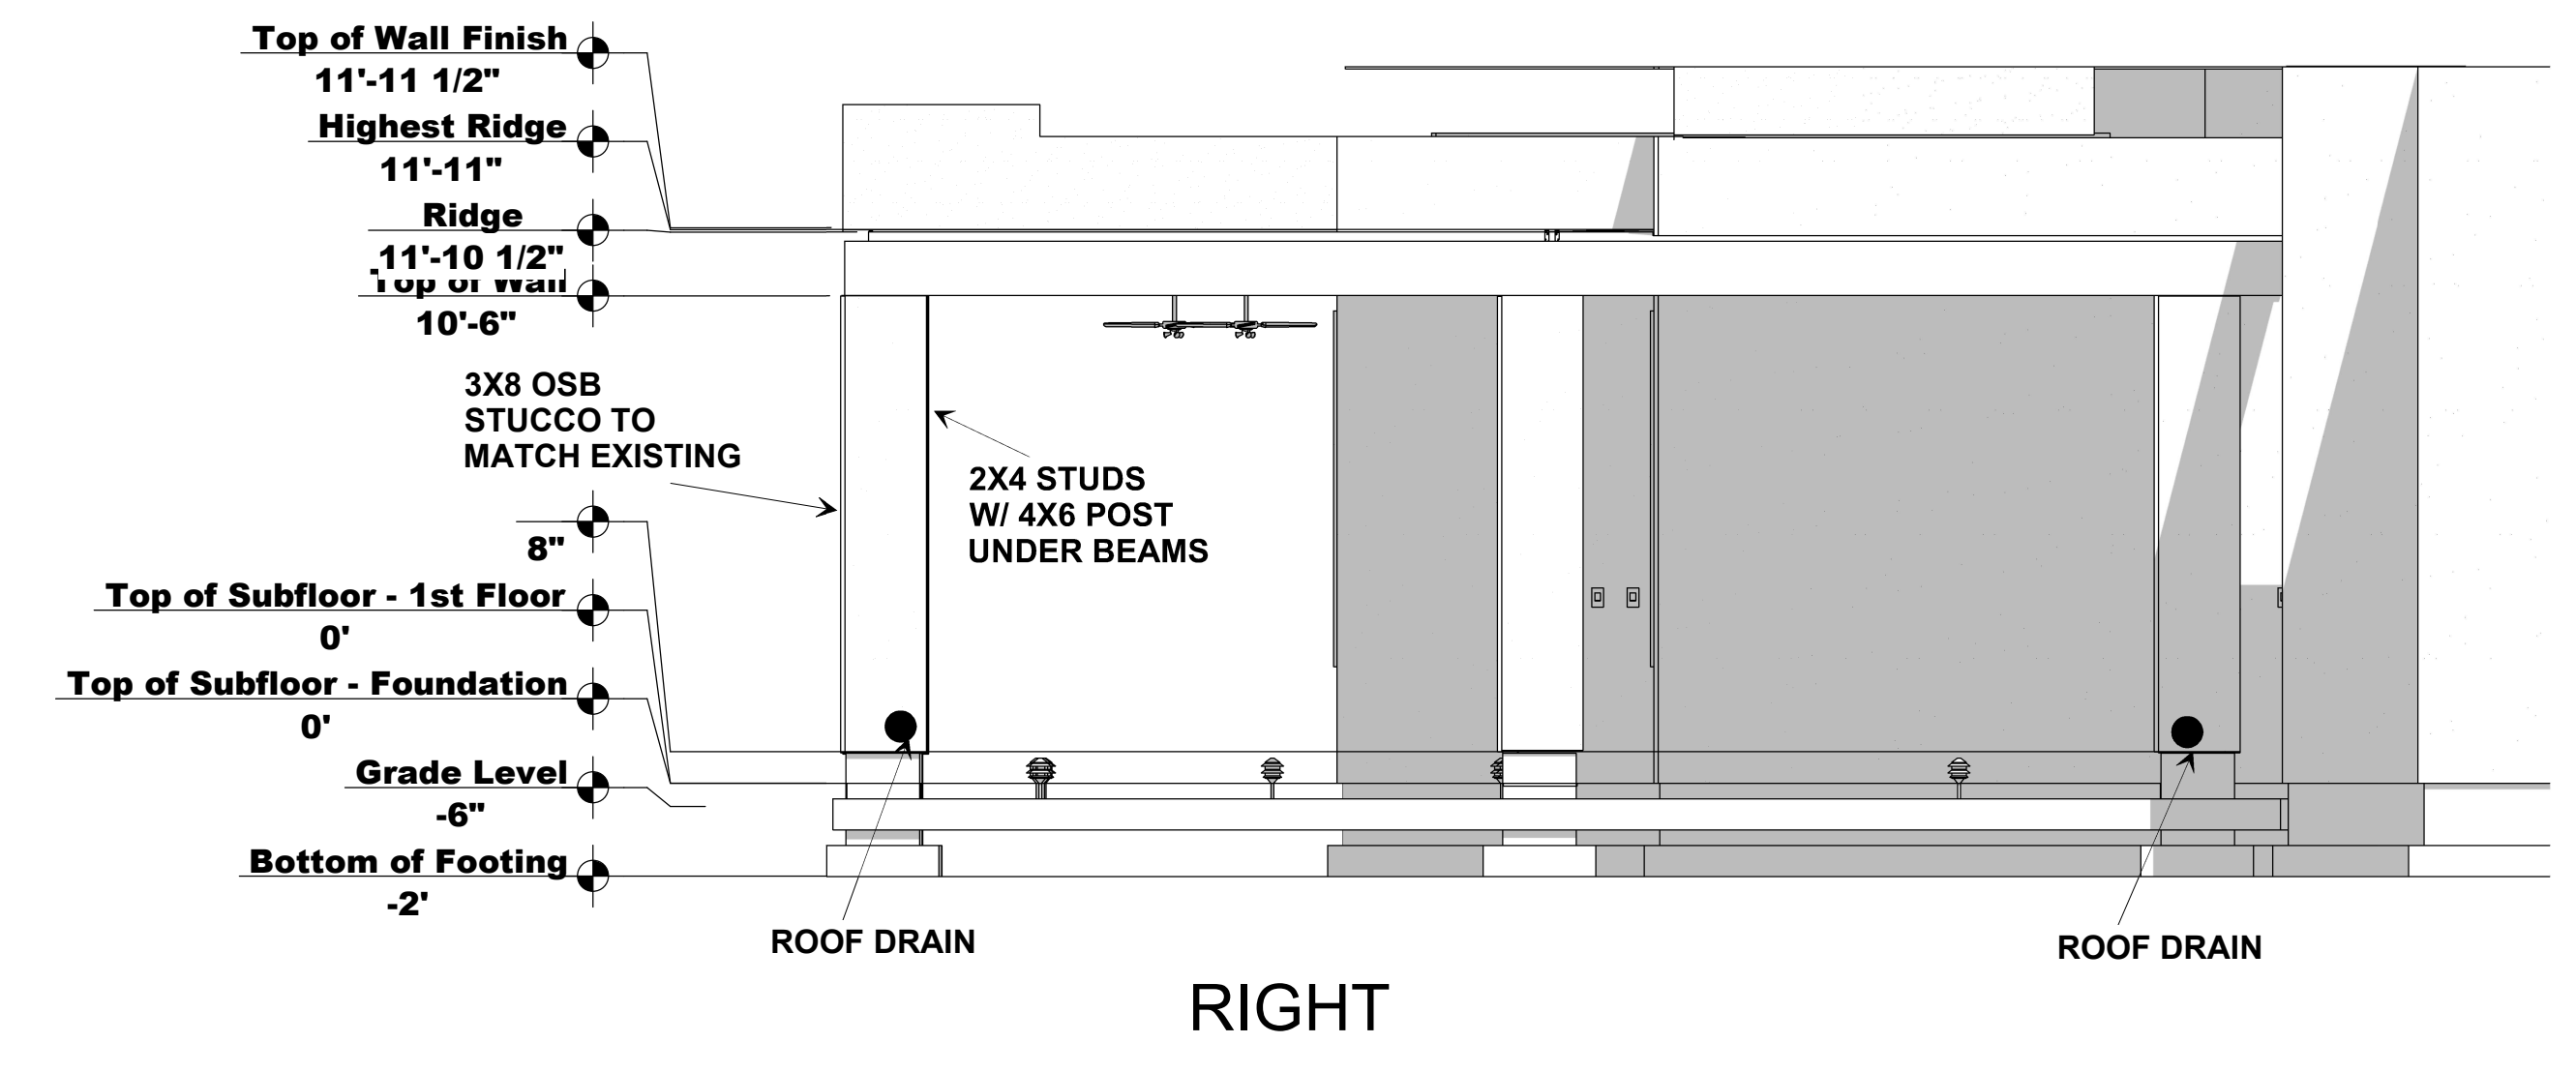 Top of Wall Finish
11'-11 1/2"
Highest Ridge
11'-11"
Ridge
11'-10 1/2"
Top of Wall
10'-6"
3X8 OSB
STUCCO TO
MATCH EXISTING
2X4 STUDS
W/ 4X6 POST
UNDER BEAMS
8"
Top of Subfloor - 1st Floor
0'
Top of Subfloor - Foundation
0'
Grade Level
-6"
Bottom of Footing
-2'
ROOF DRAIN
ROOF DRAIN
RIGHT